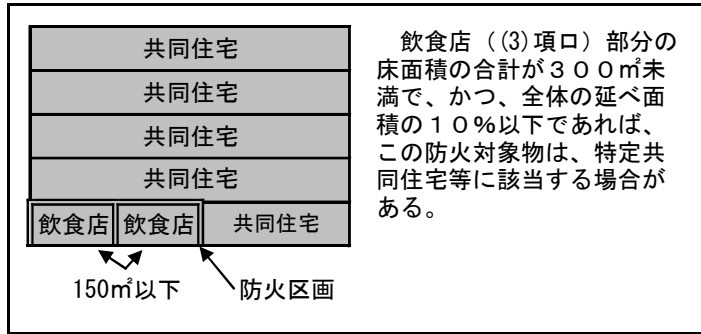 共同住宅
共同住宅
共同住宅
共同住宅
飲食店 飲食店 共同住宅
150㎡以下 防火区画
飲食店（(3)項ロ）部分の
床面積の合計が３００㎡未
満で、かつ、全体の延べ面
積の１０％以下であれば、
この防火対象物は、特定共
同住宅等に該当する場合が
ある。